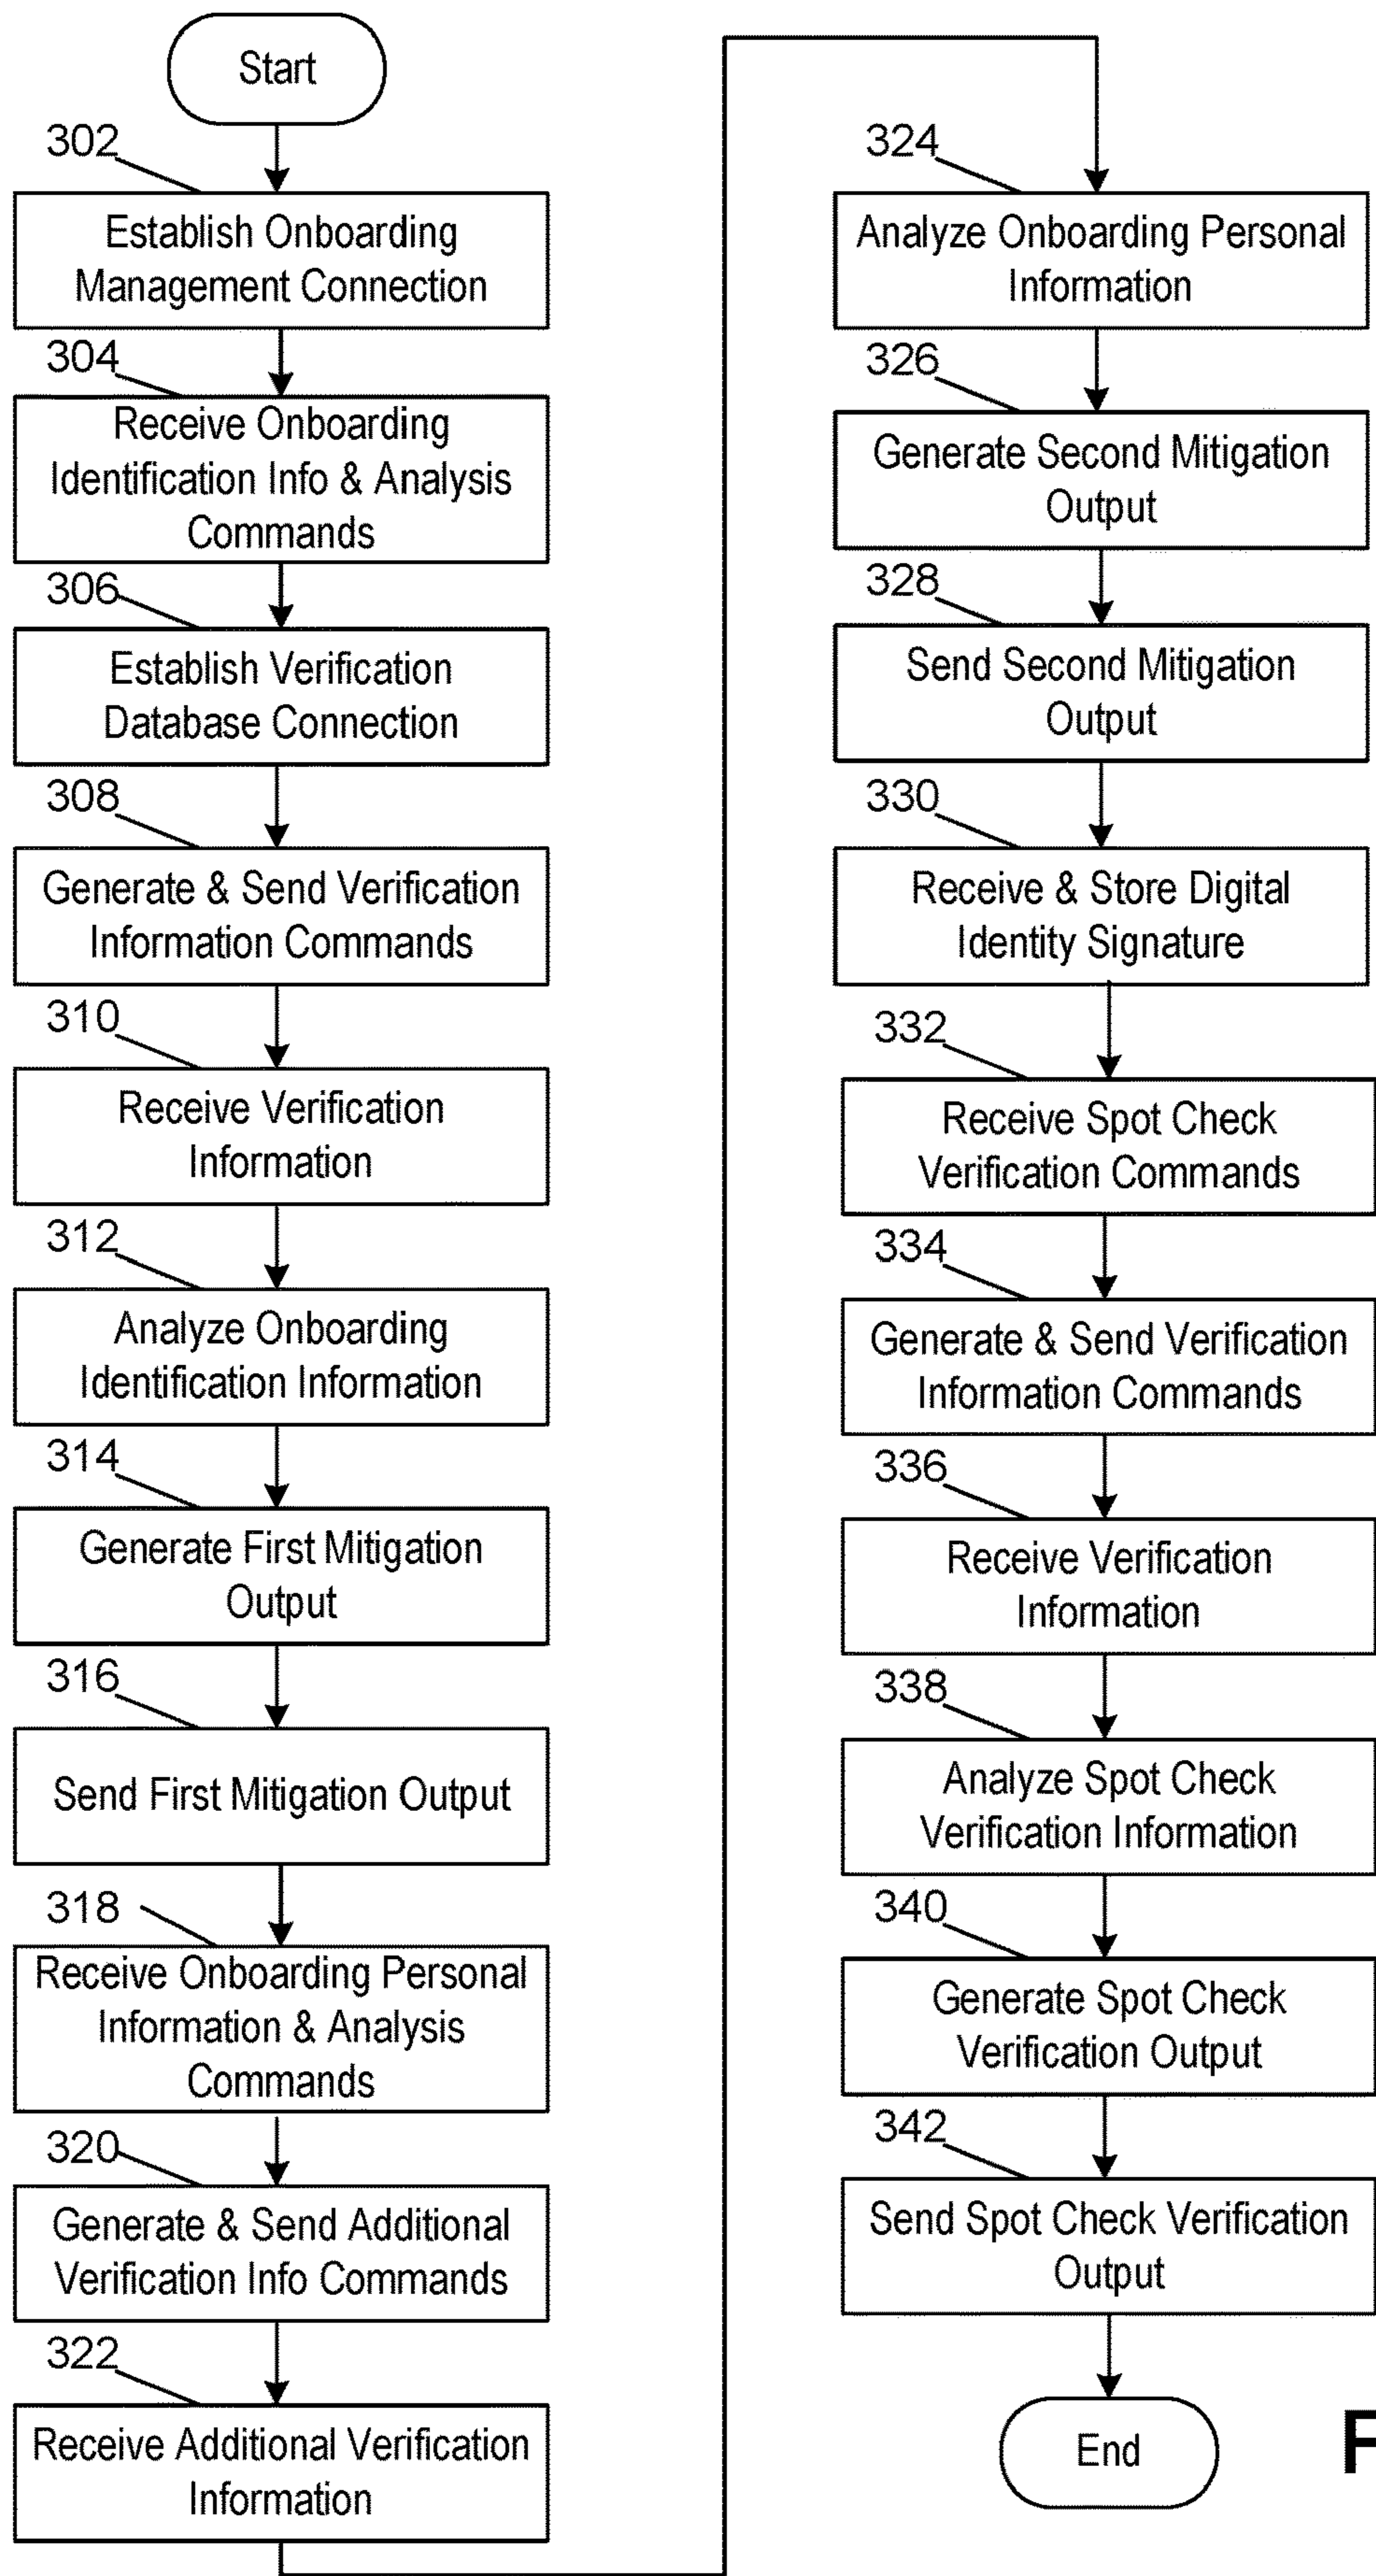 Start
302
Establish Onboarding
Management Connection
304
Receive Onboarding
Identification Info & Analysis
Commands
306
Establish Verification
Database Connection
308
Generate & Send Verification
Information Commands
310
Receive Verification
Information
312
Analyze Onboarding
Identification Information
314
Generate First Mitigation
Output
316
Send First Mitigation Output
318
Receive Onboarding Personal
Information & Analysis
Commands
320
Generate & Send Additional
Verification Info Commands
322
Receive Additional Verification
Information
324
Analyze Onboarding Personal
Information
326
Generate Second Mitigation
Output
328
Send Second Mitigation
Output
330
Receive & Store Digital
Identity Signature
332
Receive Spot Check
Verification Commands
334
Generate & Send Verification
Information Commands
336
Receive Verification
Information
338
Analyze Spot Check
Verification Information
340
Generate Spot Check
Verification Output
342
Send Spot Check Verification
Output
End